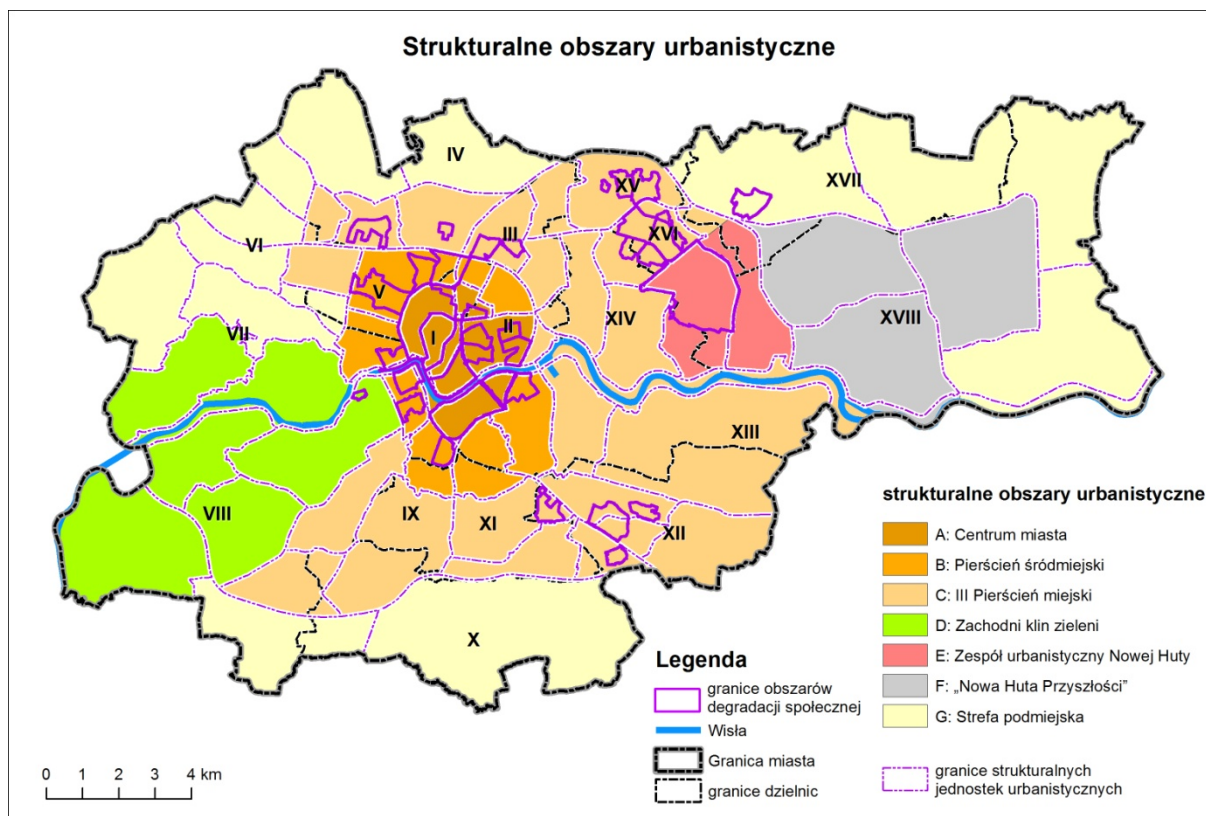 Strukturalne obszary urbanistyczne
IV
XV
XVII
III
XVI
VI
V
XIV
XVIII
VII
I
II
XIII
VIII
IX
XI
XII
X
strukturalne obszary urbanistyczne
A: Centrum miasta
B: Pierścień śródmiejski
C: III Pierścień miejski
D: Zachodni klin zieleni
E: Zespół urbanistyczny Nowej Huty
F: „Nowa Huta Przyszłości”
G: Strefa podmiejska
granice strukturalnych
jednostek urbanistycznych
Legenda
granice obszarów
degradacji społecznej
Wisła
Granica miasta
granice dzielnic
0 1 2 3 4 km